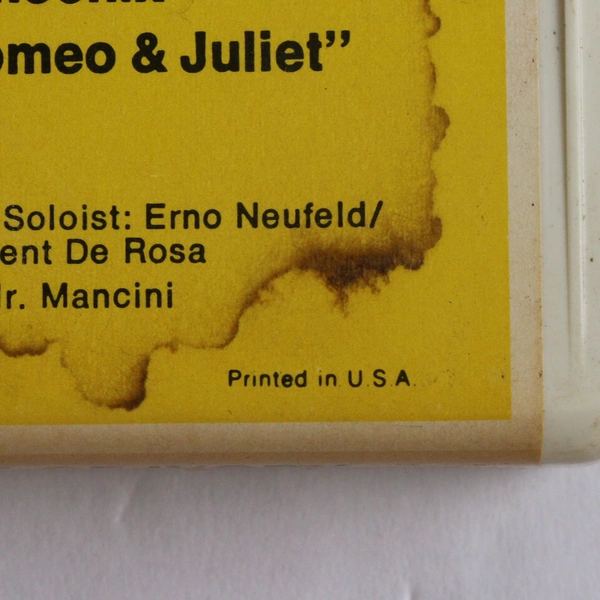 omeo & Juliet”
Soloist: Erno Neufeld/
ent De Rosa
r. Mancini
Printed in U.S.A.